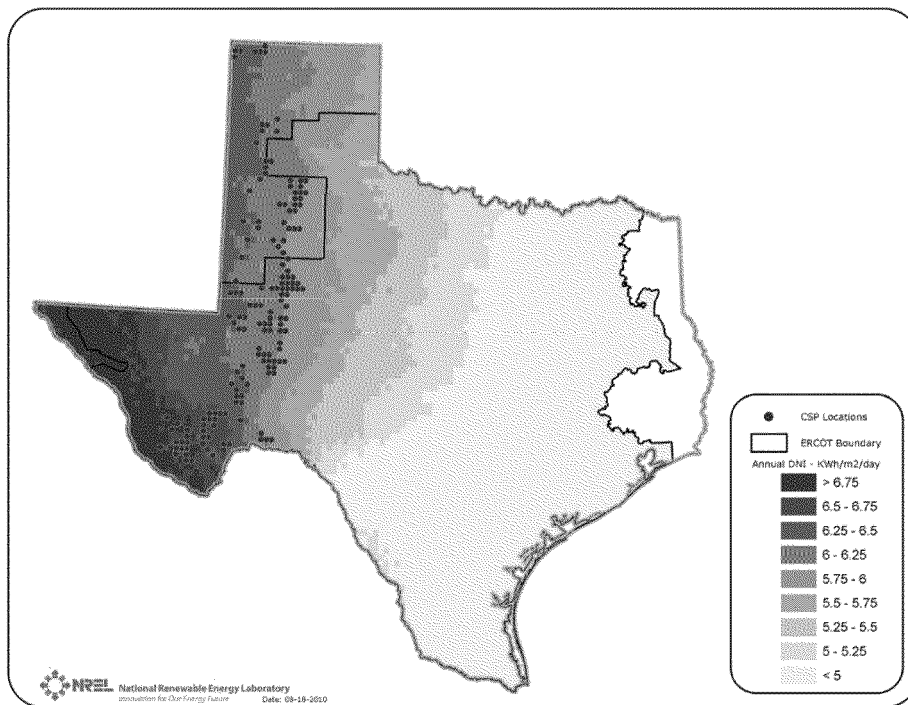 CSP Locations
ERCOT Boundary
Annual DNI - KWh/m2/day
> 6.75
6.5 - 6.75
6.25 - 6.5
6 - 6.25
5.75 - 6
5.5 - 5.75
5.25 - 5.5
5 - 5.25
< 5
NREL National Renewable Energy Laboratory
Innovation for Our Energy Future Date: 08-18-2010